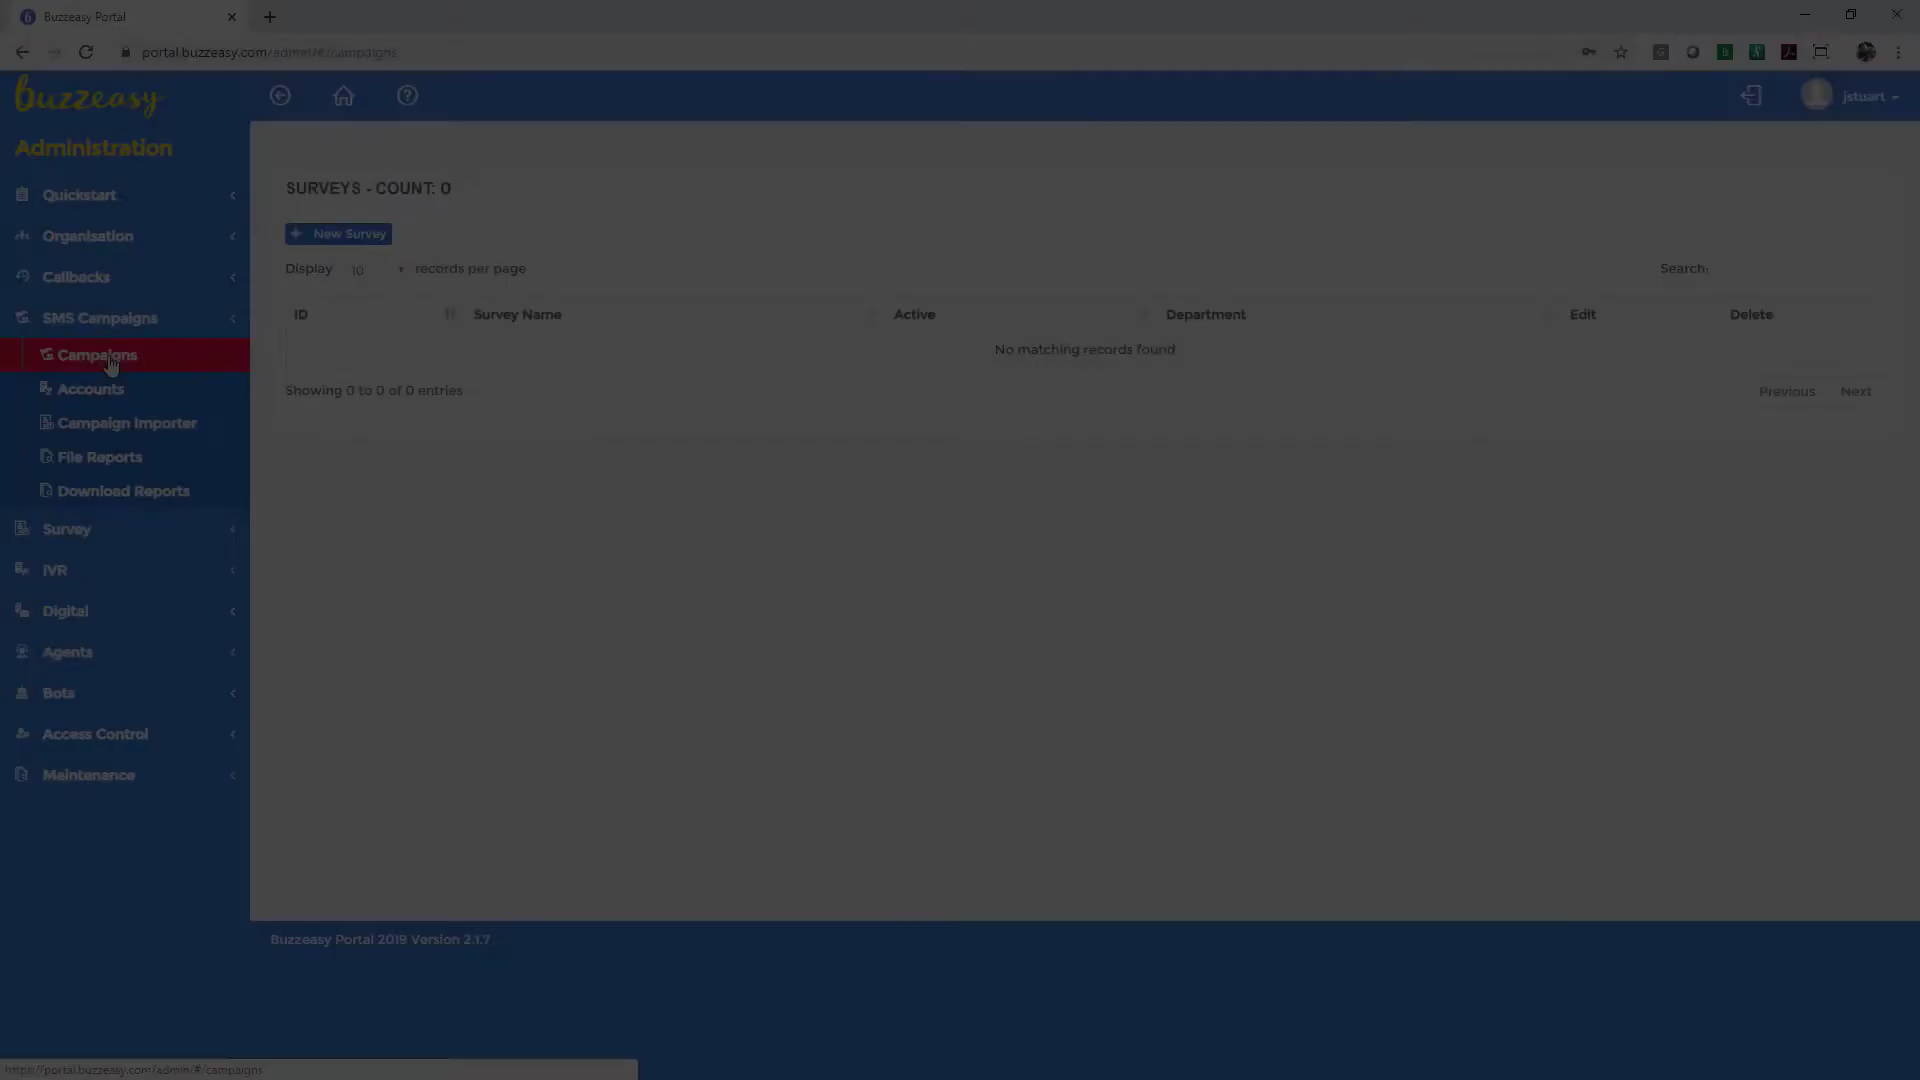 Buzzeasy Portal
portal.buzzeasy.com/admin/#/campaigns
buzzeasy
jstuart
Administration
Quickstart
Organisation
Callbacks
SMS Campaigns
Campaigns
Accounts
Campaign Importer
File Reports
Download Reports
Survey
IVR
Digital
Agents
Bots
Access Control
Maintenance
SURVEYS - COUNT: 0
+ New Survey
Display 10 records per page
Search:
ID Survey Name Active Department Edit Delete
No matching records found
Showing 0 to 0 of 0 entries
Previous Next
Buzzeasy Portal 2019 Version 2.1.7
https://portal.buzzeasy.com/admin/#/campaigns